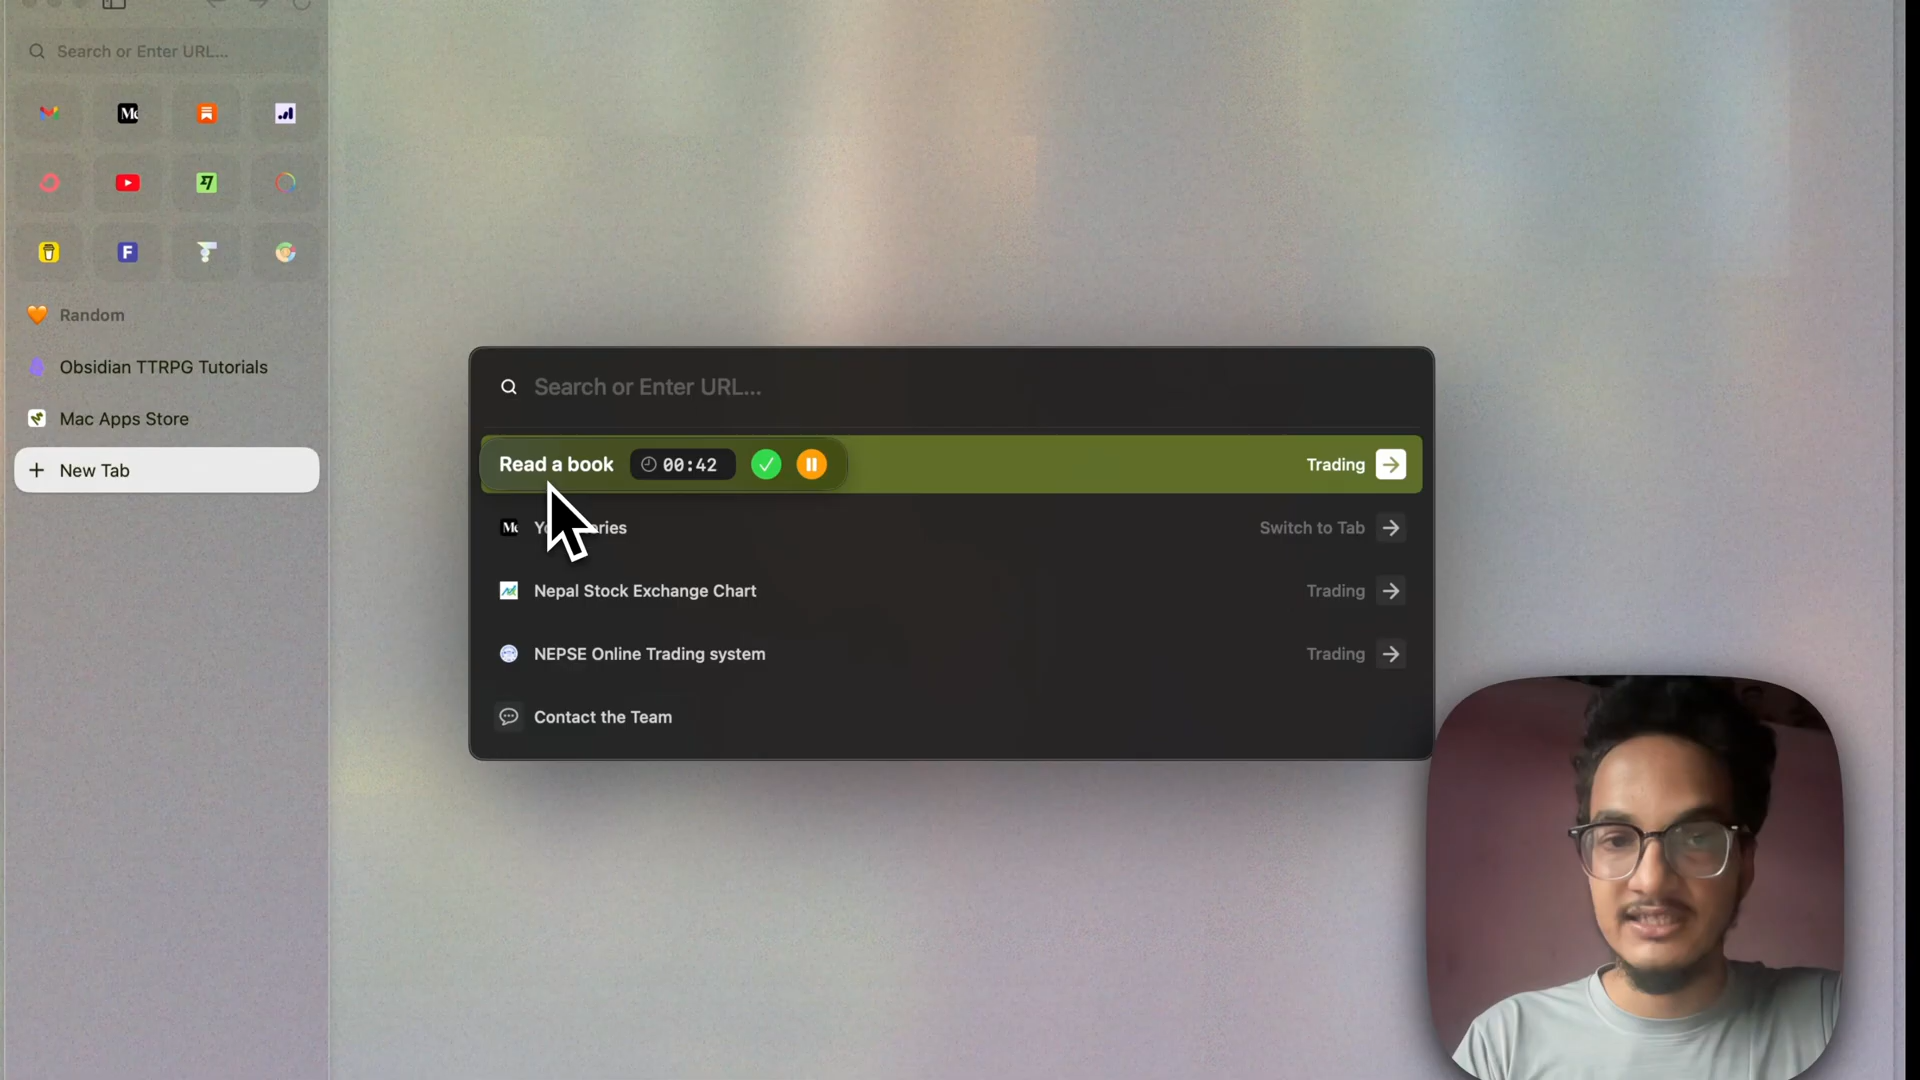 Search or Enter URL...
Random
Obsidian TTRPG Tutorials
Mac Apps Store
New Tab
Search or Enter URL...
Read a book 00:42 Trading
Switch to Tab
Nepal Stock Exchange Chart Trading
NEPSE Online Trading system Trading
Contact the Team